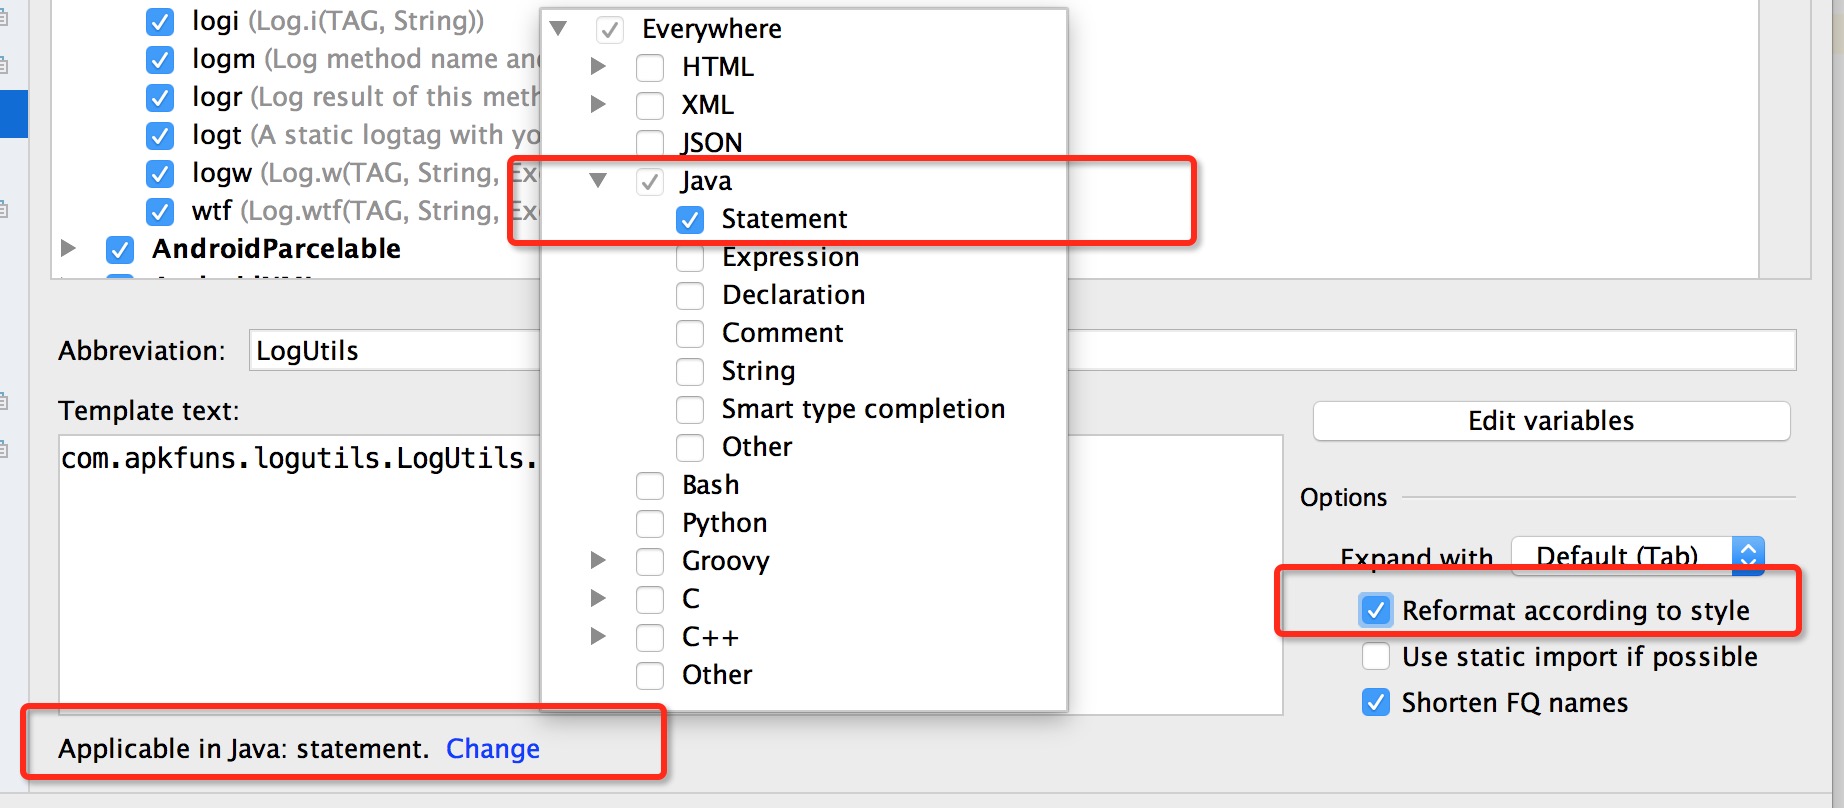 logi (Log.i(TAG, String))
logm (Log method name an
logr (Log result of this meth
logt (A static logtag with yo
logw (Log.w(TAG, String, Exc
wtf (Log.wtf(TAG, String, Exc
AndroidParcelable
Everywhere
HTML
XML
JSON
Java
Statement
Expression
Declaration
Comment
String
Smart type completion
Other
Bash
Python
Groovy
C
C++
Other
Abbreviation: LogUtils
Template text:
com.apkfuns.logutils.LogUtils.
Edit variables
Options
Expand with Default (Tab)
Reformat according to style
Use static import if possible
Shorten FQ names
Applicable in Java: statement. Change